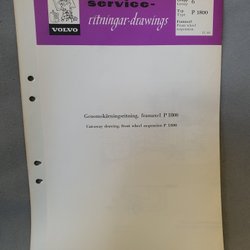 service-
ritningar-drawings
VOLVO
6
P 1800
Framaxel
Front wheel
suspension
Genomskärningsritning, framaxel P 1800
Cutaway drawing, front wheel suspension P 1800